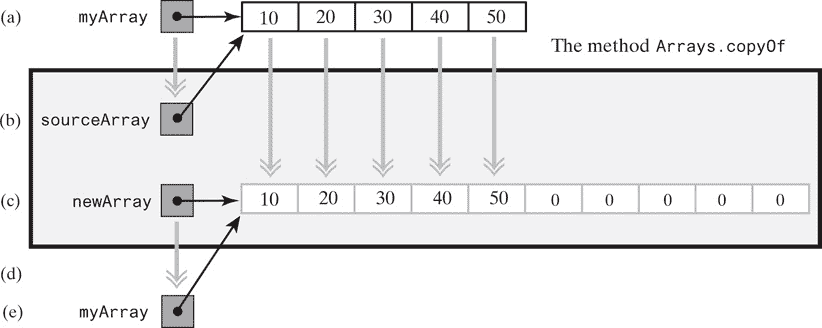 (a) myArray 10 20 30 40 50
The method Arrays.copyOf
(b) sourceArray
(c) newArray 10 20 30 40 50 0 0 0 0 0
(d)
(e) myArray